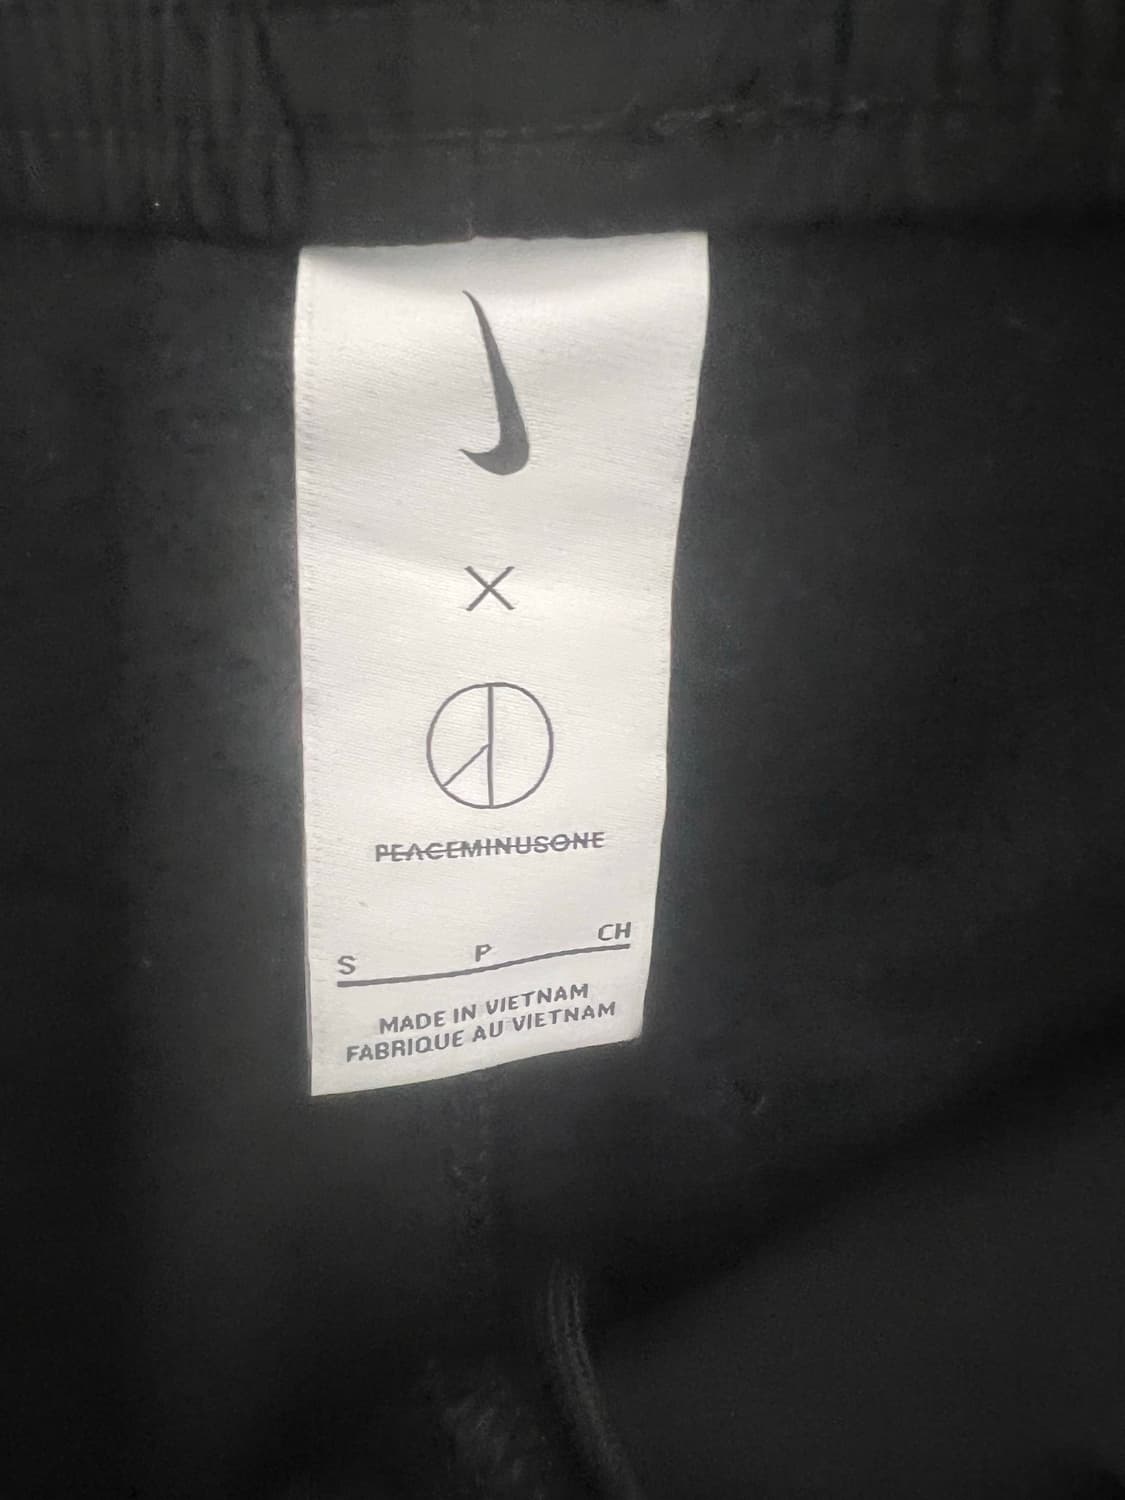 X
PEACEMINUSONE
S P CH
MADE IN VIETNAM
FABRIQUE AU VIETNAM